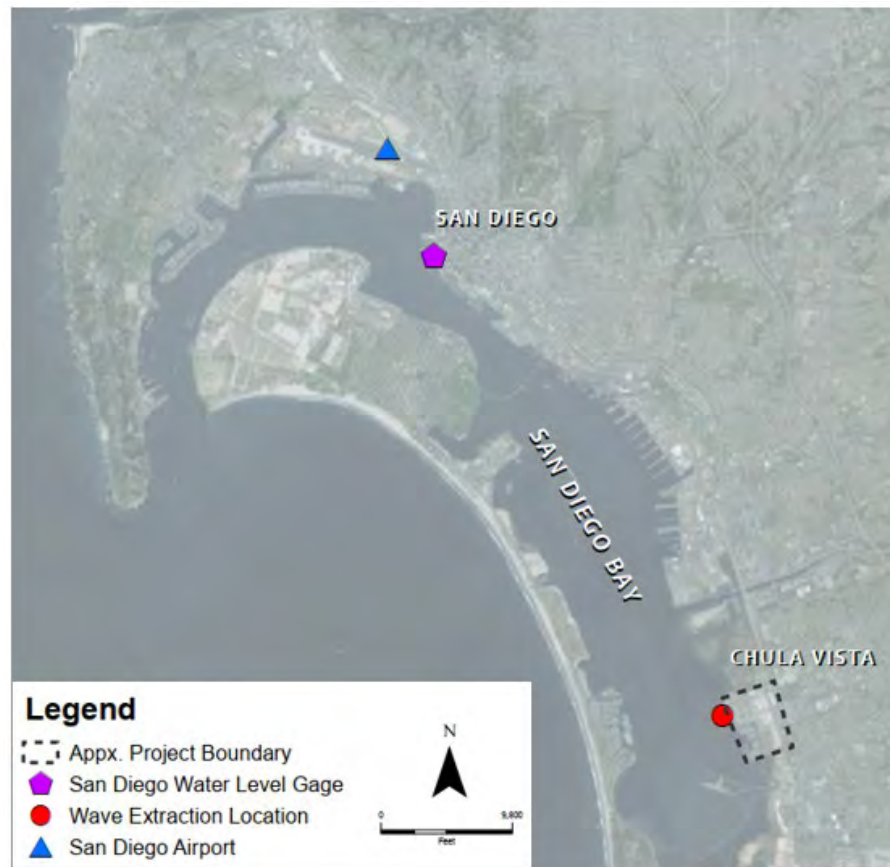 SAN DIEGO
SAN DIEGO BAY
CHULA VISTA
Legend
Appx. Project Boundary
San Diego Water Level Gage
Wave Extraction Location
San Diego Airport
N
0 9,800
Feet